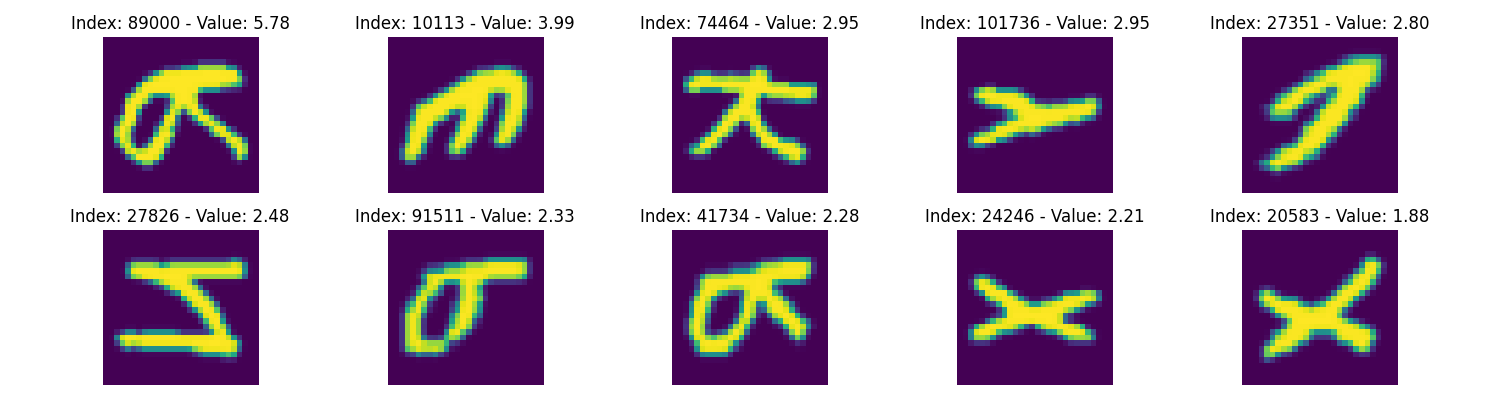 Index: 89000 - Value: 5.78
Index: 10113 - Value: 3.99
Index: 74464 - Value: 2.95
Index: 101736 - Value: 2.95
Index: 27351 - Value: 2.80
Index: 27826 - Value: 2.48
Index: 91511 - Value: 2.33
Index: 41734 - Value: 2.28
Index: 24246 - Value: 2.21
Index: 20583 - Value: 1.88